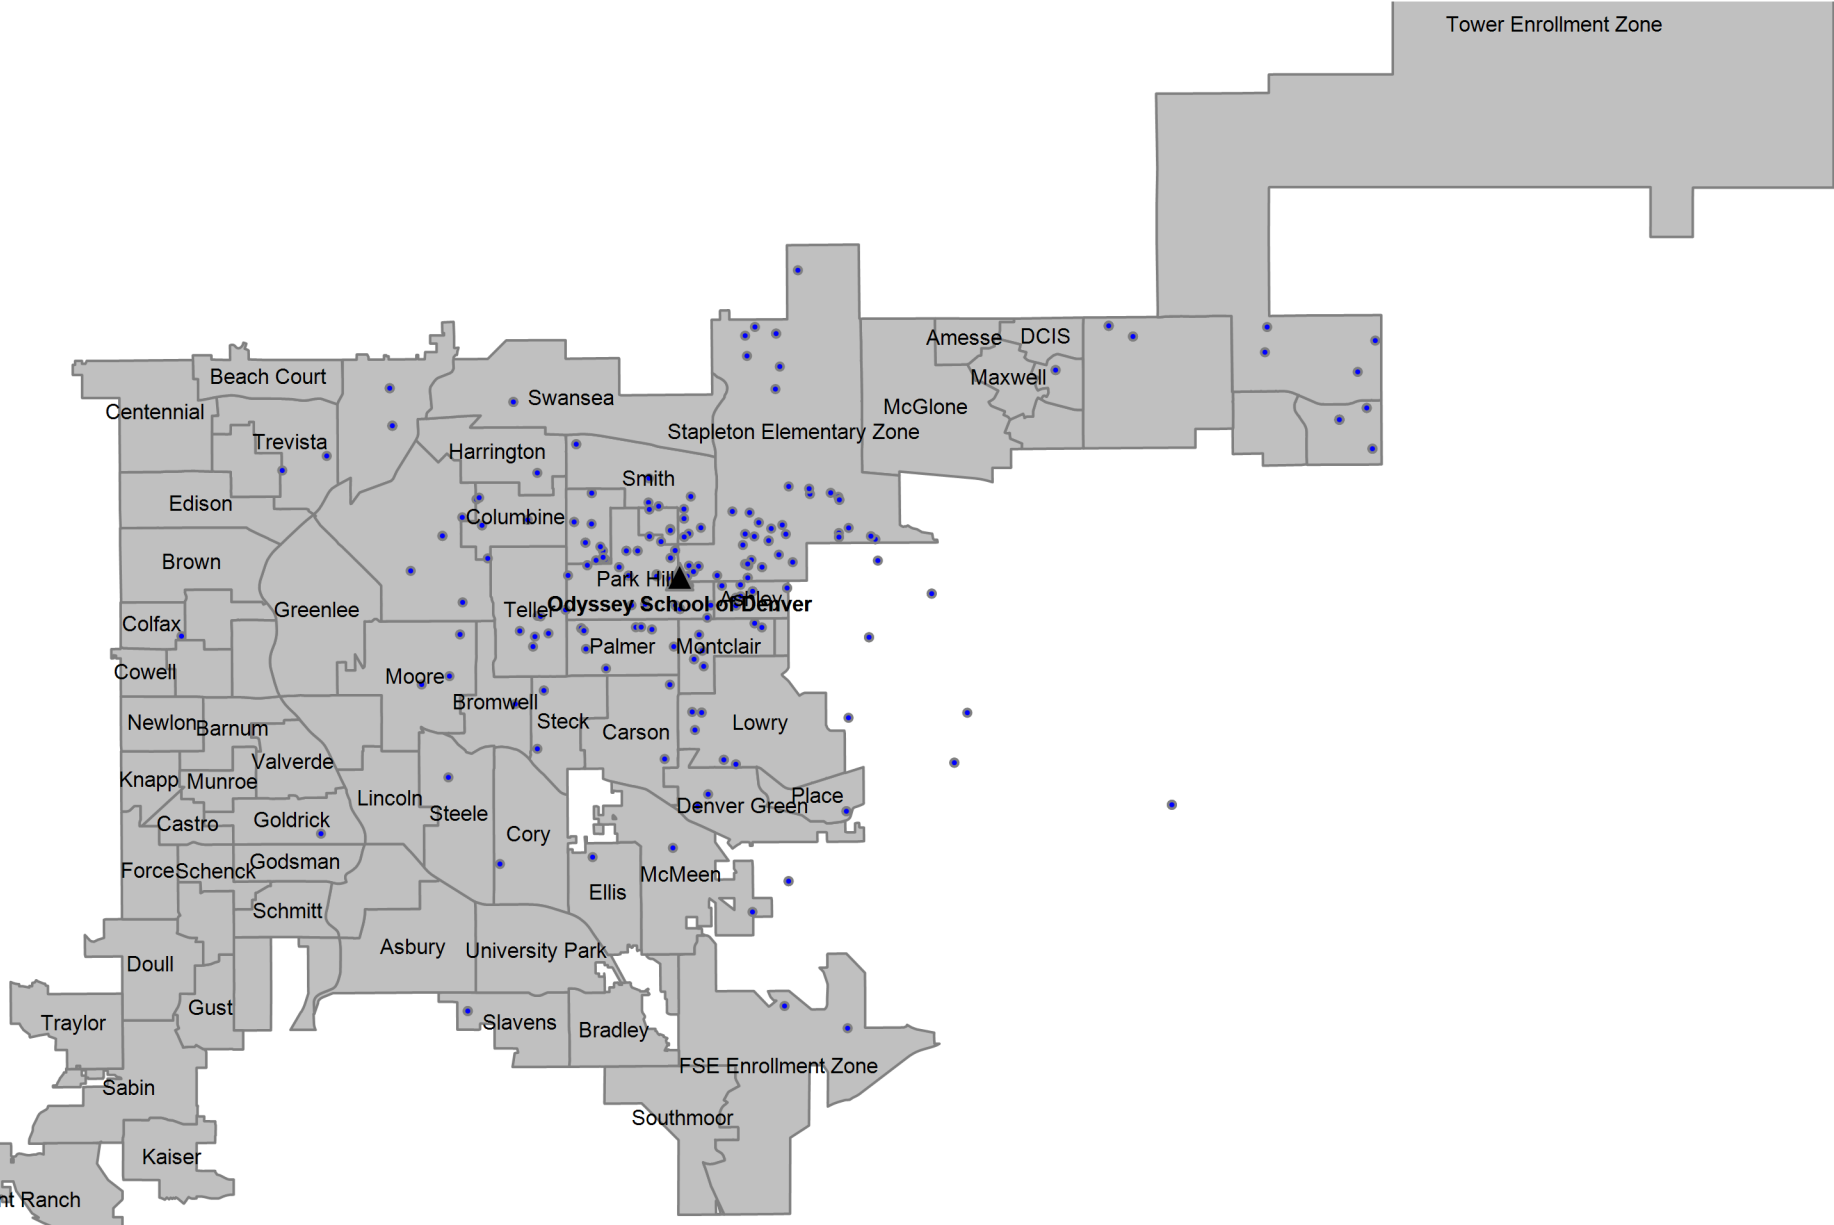 Tower Enrollment Zone
Amesse
DCIS
Beach Court
Maxwell
Swansea
McGlone
Centennial
Stapleton Elementary Zone
Trevista
Harrington
Smith
Edison
Columbine
Brown
Park Hill
Ashley
Odyssey School of Denver
Greenlee
Teller
Colfax
Palmer
Montclair
Cowell
Moore
Bromwell
Newlon
Barnum
Steck
Carson
Lowry
Valverde
Knapp
Munroe
Lincoln
Place
Denver Green
Steele
Castro
Goldrick
Cory
Godsman
Force
Schenck
McMeen
Ellis
Schmitt
Asbury
University Park
Doull
Gust
Traylor
Slavens
Bradley
FSE Enrollment Zone
Sabin
Southmoor
Kaiser
nt Ranch